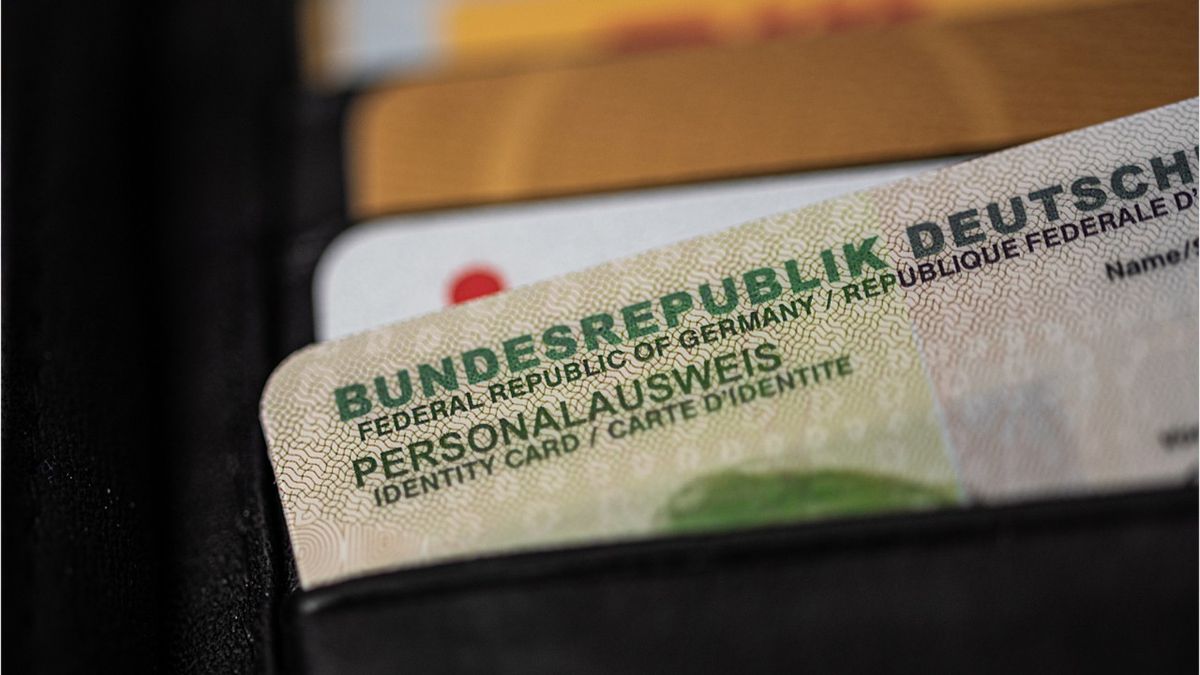 BUNDESREPUBLIK DEUTSCH
FEDERAL REPUBLIC OF GERMANY / REPUBLIQUE FEDERALE D'
PERSONALAUSWEIS
IDENTITY CARD / CARTE D'IDENTITE
Name/